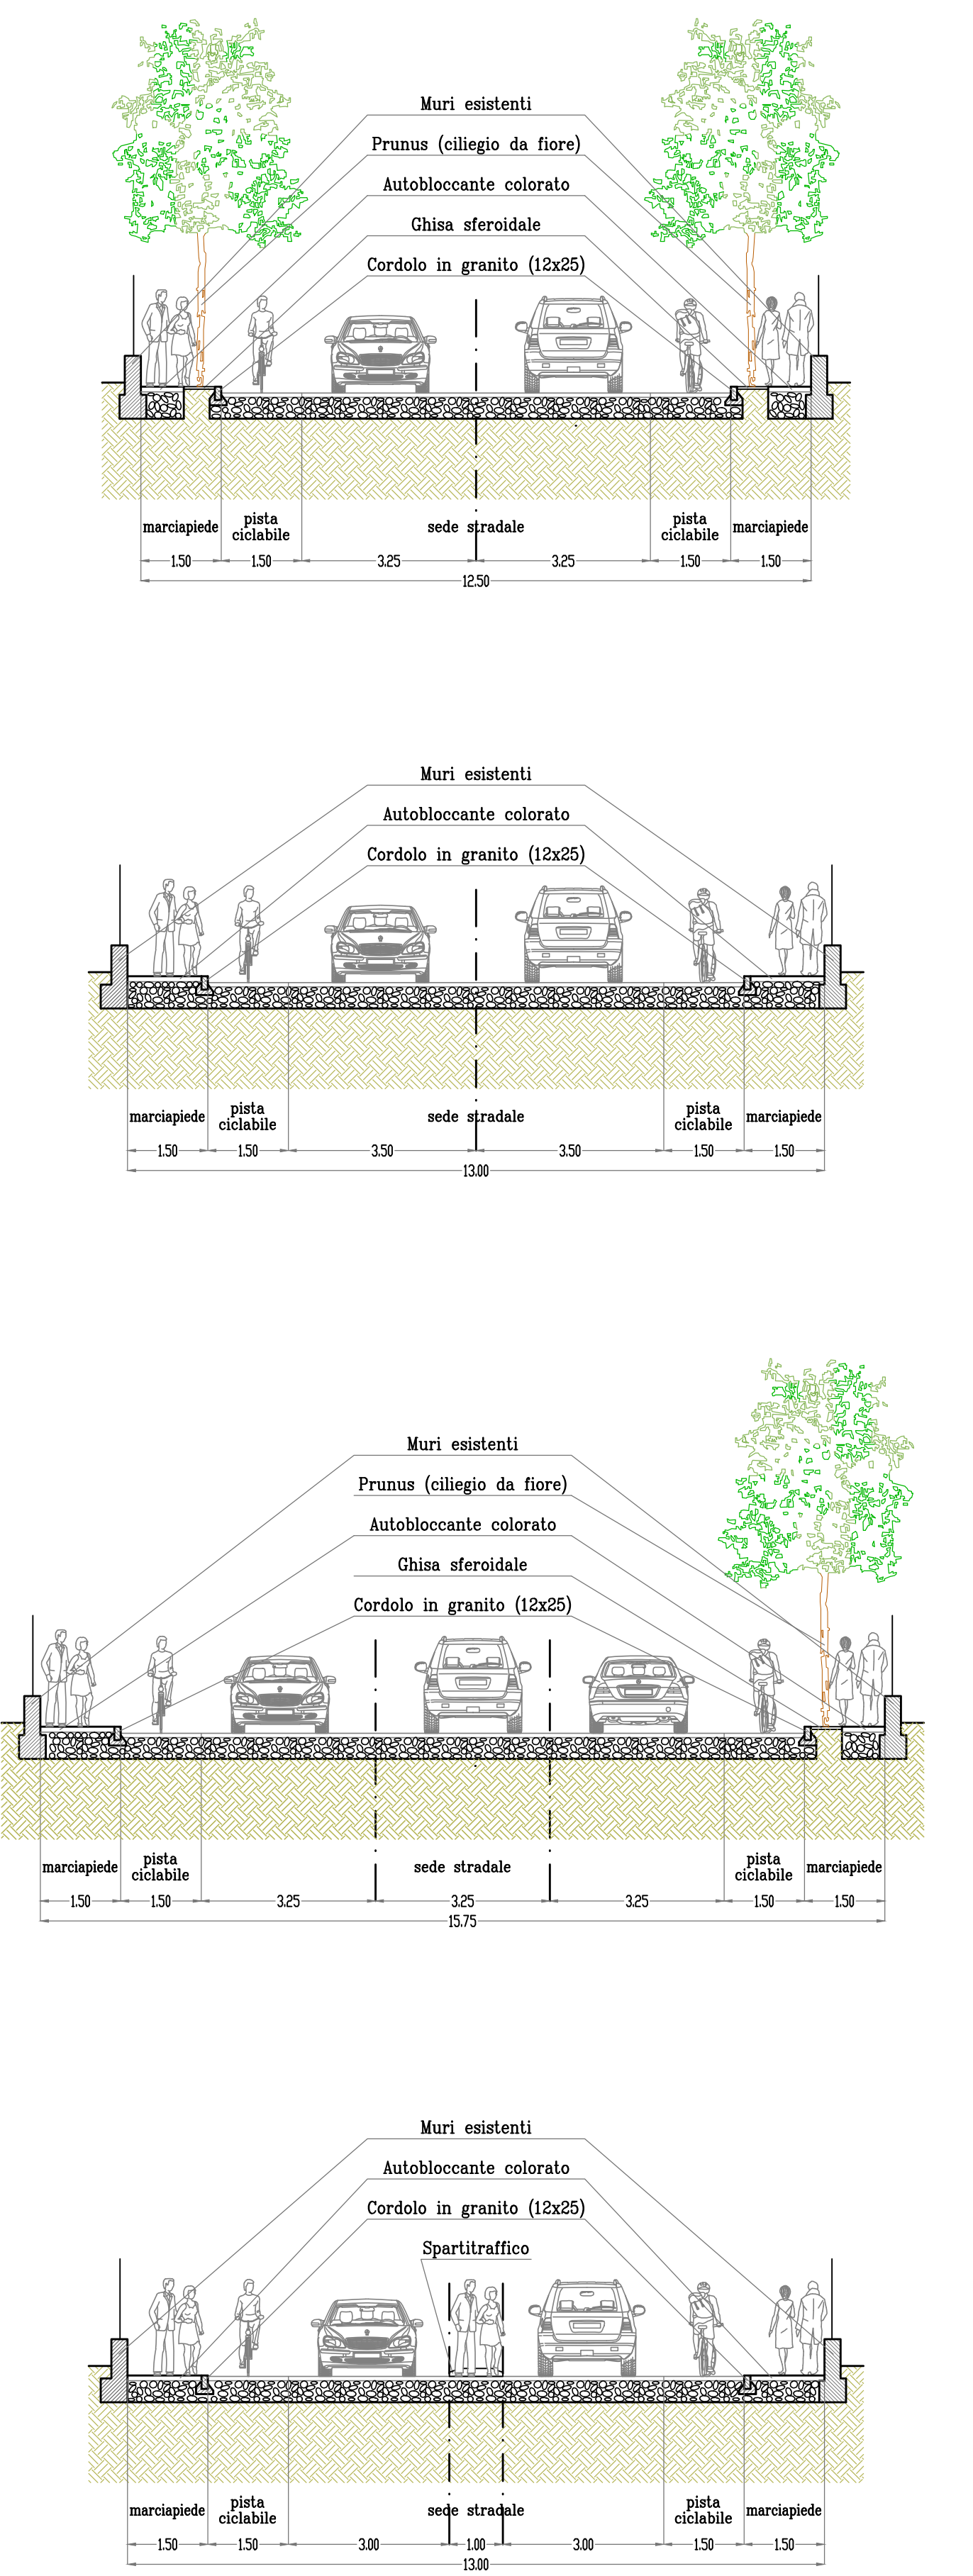 Muri esistenti
Prunus (ciliegio da fiore)
Autobloccante colorato
Ghisa sferoidale
Cordolo in granito (12x25)
marciapiede
pista
ciclabile
sede stradale
pista
ciclabile
marciapiede
1.50 1.50 3.25 3.25 1.50 1.50
12.50
Muri esistenti
Autobloccante colorato
Cordolo in granito (12x25)
marciapiede
pista
ciclabile
sede stradale
pista
ciclabile
marciapiede
1.50 1.50 3.50 3.50 1.50 1.50
13.00
Muri esistenti
Prunus (ciliegio da fiore)
Autobloccante colorato
Ghisa sferoidale
Cordolo in granito (12x25)
marciapiede
pista
ciclabile
sede stradale
pista
ciclabile
marciapiede
1.50 1.50 3.25 3.25 3.25 1.50 1.50
15.75
Muri esistenti
Autobloccante colorato
Cordolo in granito (12x25)
Spartitraffico
marciapiede
pista
ciclabile
sede stradale
pista
ciclabile
marciapiede
1.50 1.50 3.00 1.00 3.00 1.50 1.50
13.00